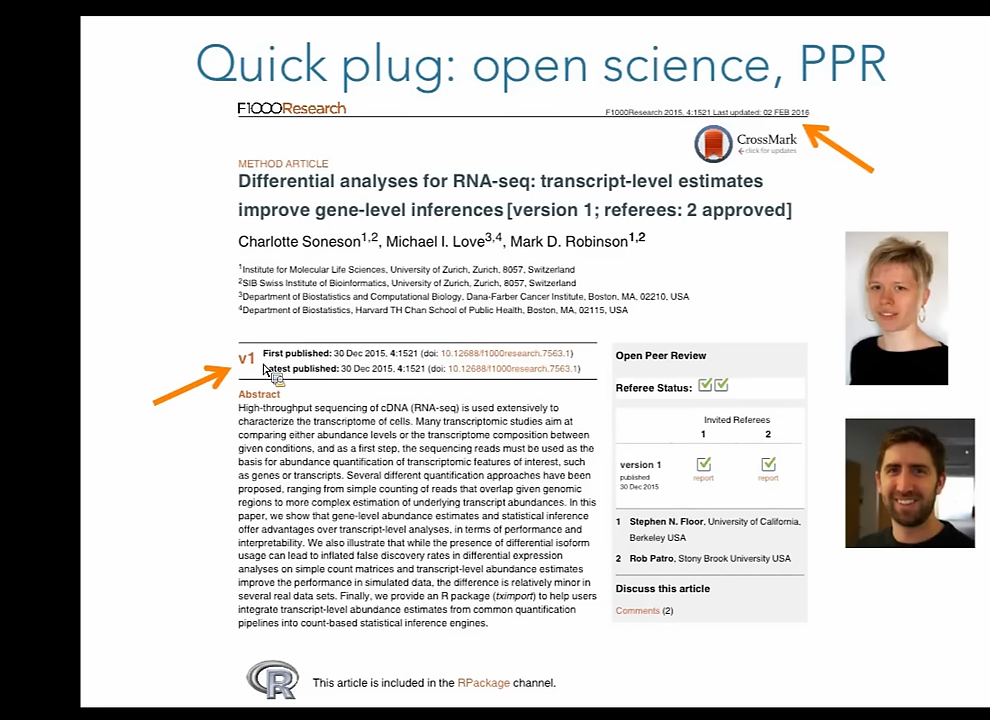 Quick plug: open science, PPR
F1000Research
F1000Research 2015, 4:1521 Last updated: 02 FEB 2016
CrossMark
click for updates
METHOD ARTICLE
Differential analyses for RNA-seq: transcript-level estimates
improve gene-level inferences [version 1; referees: 2 approved]
Charlotte Soneson1,2, Michael I. Love3,4, Mark D. Robinson1,2
1Institute for Molecular Life Sciences, University of Zurich, Zurich, 8057, Switzerland
2SIB Swiss Institute of Bioinformatics, University of Zurich, Zurich, 8057, Switzerland
3Department of Biostatistics and Computational Biology, Dana-Farber Cancer Institute, Boston, MA, 02210, USA
4Department of Biostatistics, Harvard TH Chan School of Public Health, Boston, MA, 02115, USA
v1
First published: 30 Dec 2015, 4:1521 (doi: 10.12688/f1000research.7563.1)
Latest published: 30 Dec 2015, 4:1521 (doi: 10.12688/f1000research.7563.1)
Abstract
High-throughput sequencing of cDNA (RNA-seq) is used extensively to
characterize the transcriptome of cells. Many transcriptomic studies aim at
comparing either abundance levels or the transcriptome composition between
given conditions, and as a first step, the sequencing reads must be used as the
basis for abundance quantification of transcriptomic features of interest, such
as genes or transcripts. Several different quantification approaches have been
proposed, ranging from simple counting of reads that overlap given genomic
regions to more complex estimation of underlying transcript abundances. In this
paper, we show that gene-level abundance estimates and statistical inference
offer advantages over transcript-level analyses, in terms of performance and
interpretability. We also illustrate that while the presence of differential isoform
usage can lead to inflated false discovery rates in differential expression
analyses on simple count matrices and transcript-level abundance estimates
improve the performance in simulated data, the difference is relatively minor in
several real data sets. Finally, we provide an R package (tximport) to help users
integrate transcript-level abundance estimates from common quantification
pipelines into count-based statistical inference engines.
Open Peer Review
Referee Status:
Invited Referees
1 2
version 1
published
30 Dec 2015
report report
1 Stephen N. Floor, University of California,
Berkeley USA
2 Rob Patro, Stony Brook University USA
Discuss this article
Comments (2)
R
This article is included in the RPackage channel.